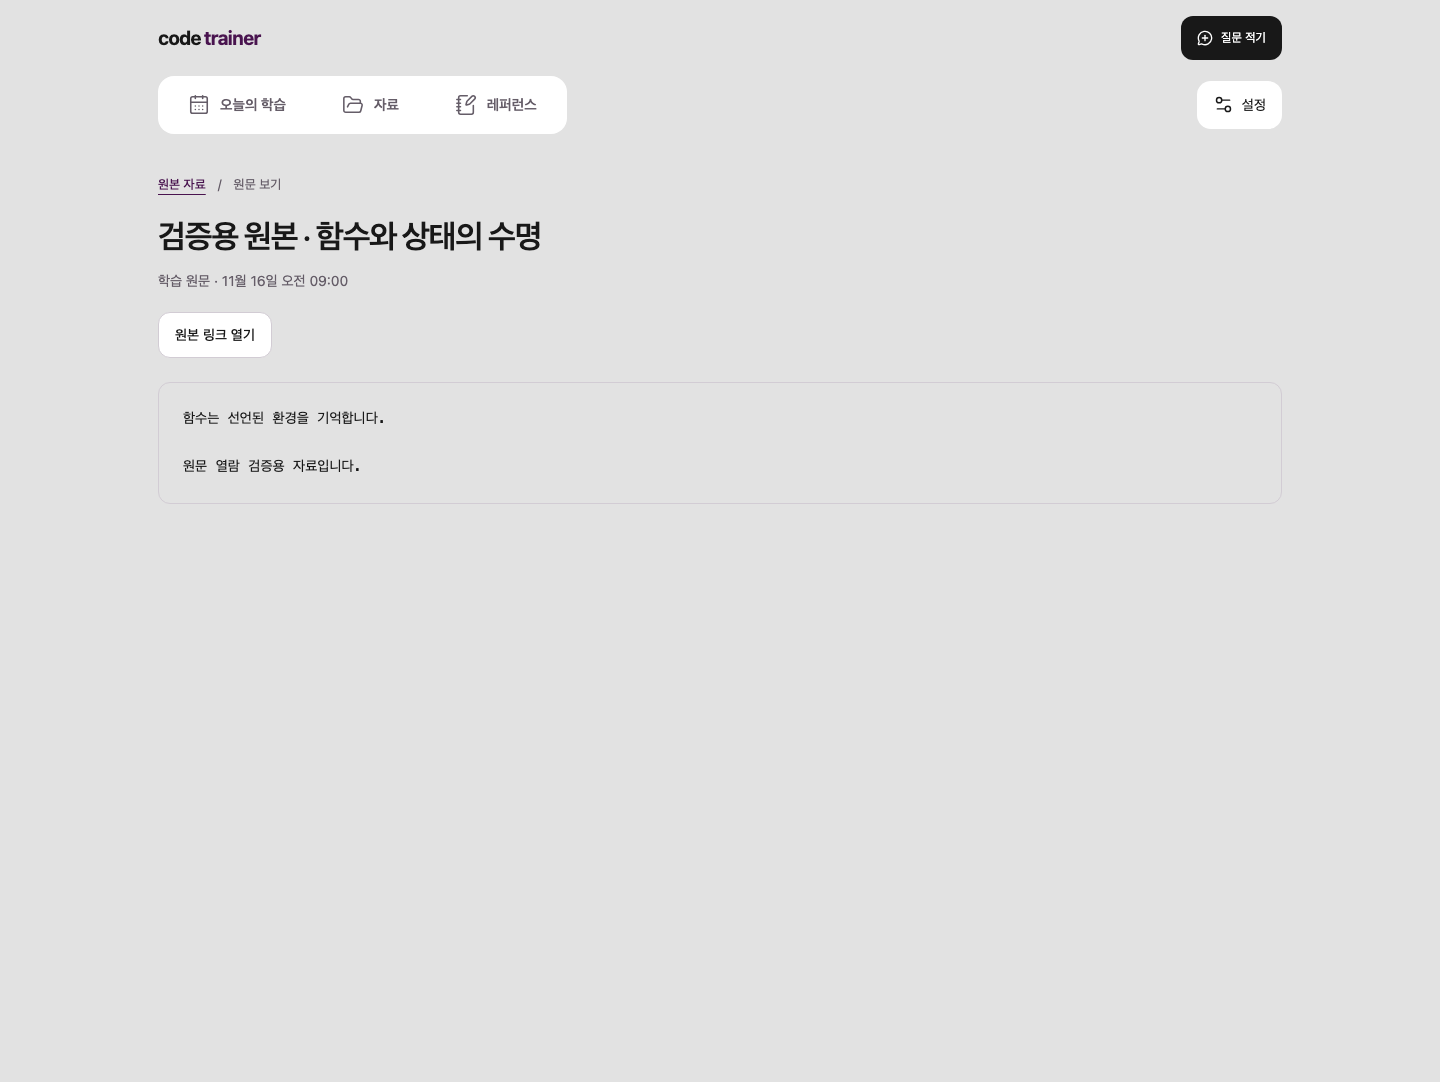 code trainer
질문 적기
오늘의 학습
자료
레퍼런스
설정
원본 자료 / 원문 보기
검증용 원본 · 함수와 상태의 수명
학습 원문 · 11월 16일 오전 09:00
원본 링크 열기
함수는 선언된 환경을 기억합니다.
원문 열람 검증용 자료입니다.